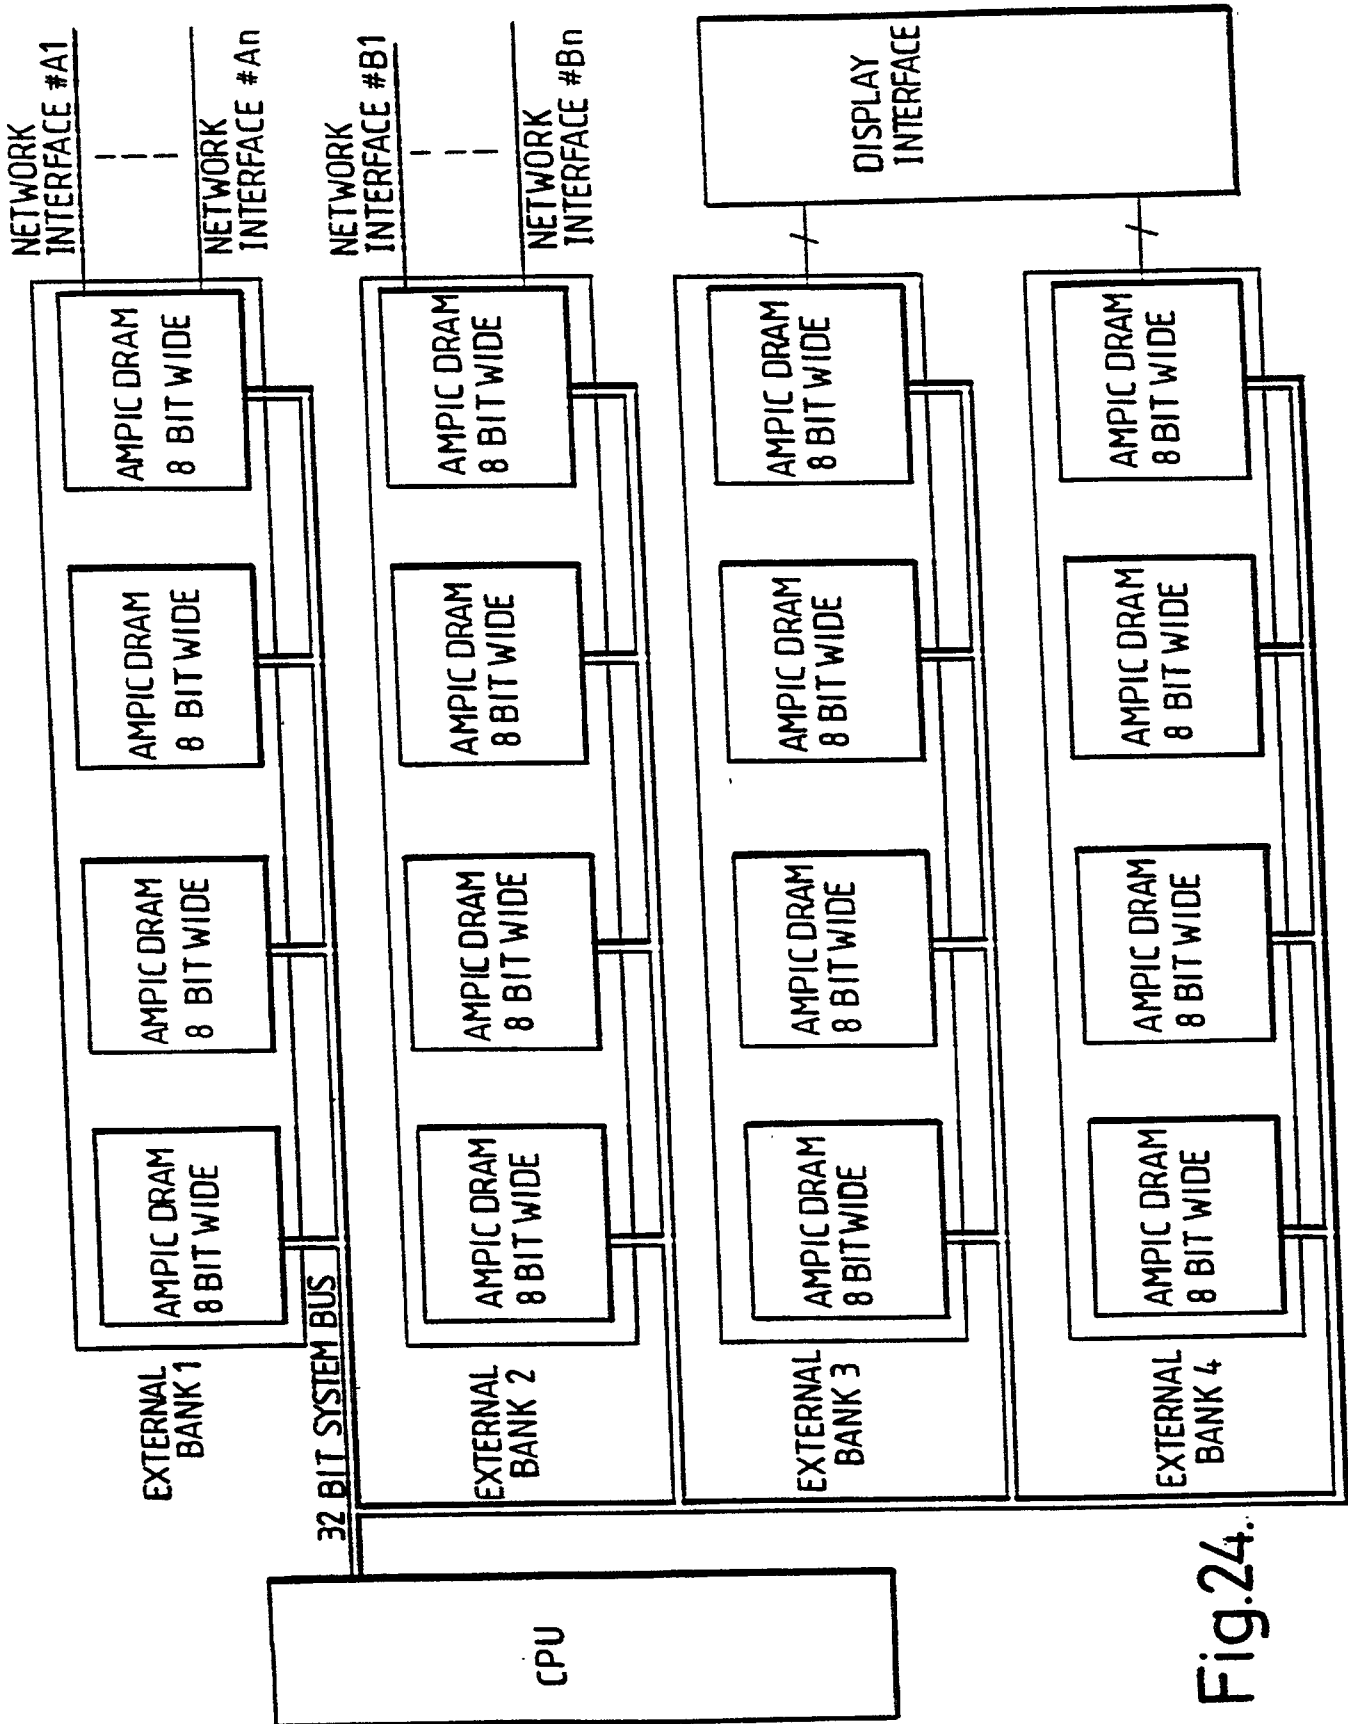 NETWORK
INTERFACE #A1
NETWORK
INTERFACE #An
EXTERNAL
BANK 1
AMPIC DRAM
8 BIT WIDE
AMPIC DRAM
8 BIT WIDE
AMPIC DRAM
8 BIT WIDE
AMPIC DRAM
8 BIT WIDE
32 BIT SYSTEM BUS
NETWORK
INTERFACE #B1
NETWORK
INTERFACE #Bn
EXTERNAL
BANK 2
AMPIC DRAM
8 BIT WIDE
AMPIC DRAM
8 BIT WIDE
AMPIC DRAM
8 BIT WIDE
AMPIC DRAM
8 BIT WIDE
CPU
DISPLAY
INTERFACE
EXTERNAL
BANK 3
AMPIC DRAM
8 BIT WIDE
AMPIC DRAM
8 BIT WIDE
AMPIC DRAM
8 BIT WIDE
AMPIC DRAM
8 BIT WIDE
EXTERNAL
BANK 4
AMPIC DRAM
8 BIT WIDE
AMPIC DRAM
8 BIT WIDE
AMPIC DRAM
8 BIT WIDE
AMPIC DRAM
8 BIT WIDE
Fig.24.